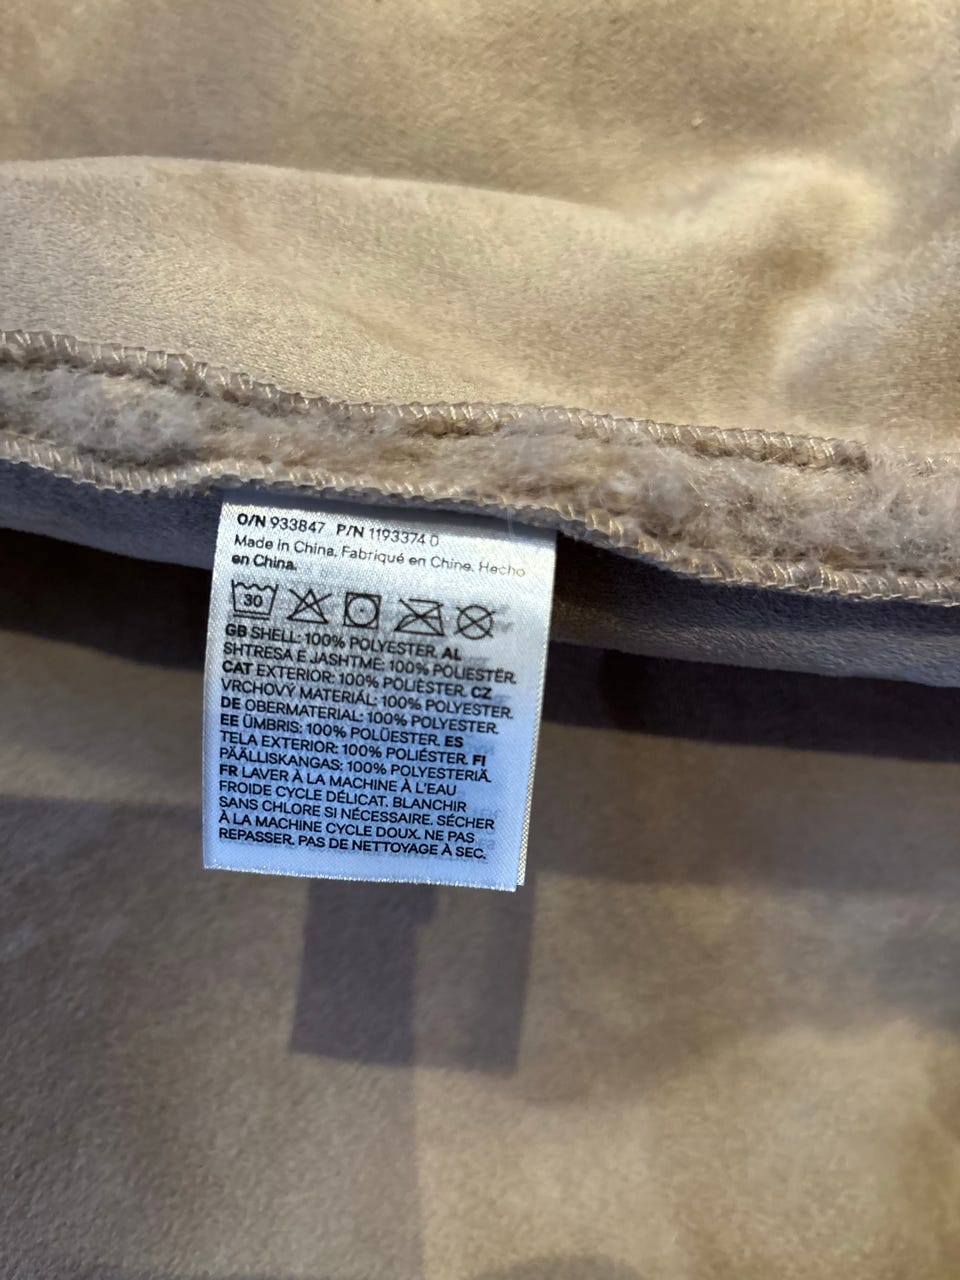 O/N 933847 P/N 1193374 0
Made in China. Fabriqué en Chine. Hecho
en China.
30
GB SHELL: 100% POLYESTER. AL
SHTRESA E JASHTME: 100% POLIESTËR.
CAT EXTERIOR: 100% POLIÈSTER. CZ
VRCHOVÝ MATERIÁL: 100% POLYESTER.
DE OBERMATERIAL: 100% POLYESTER.
EE ÜMBRIS: 100% POLÜESTER. ES
TELA EXTERIOR: 100% POLIÉSTER. FI
PÄÄLLISKANGAS: 100% POLYESTERIÄ.
FR LAVER À LA MACHINE À L'EAU
FROIDE CYCLE DÉLICAT. BLANCHIR
SANS CHLORE SI NÉCESSAIRE. SÉCHER
À LA MACHINE CYCLE DOUX. NE PAS
REPASSER. PAS DE NETTOYAGE À SEC.